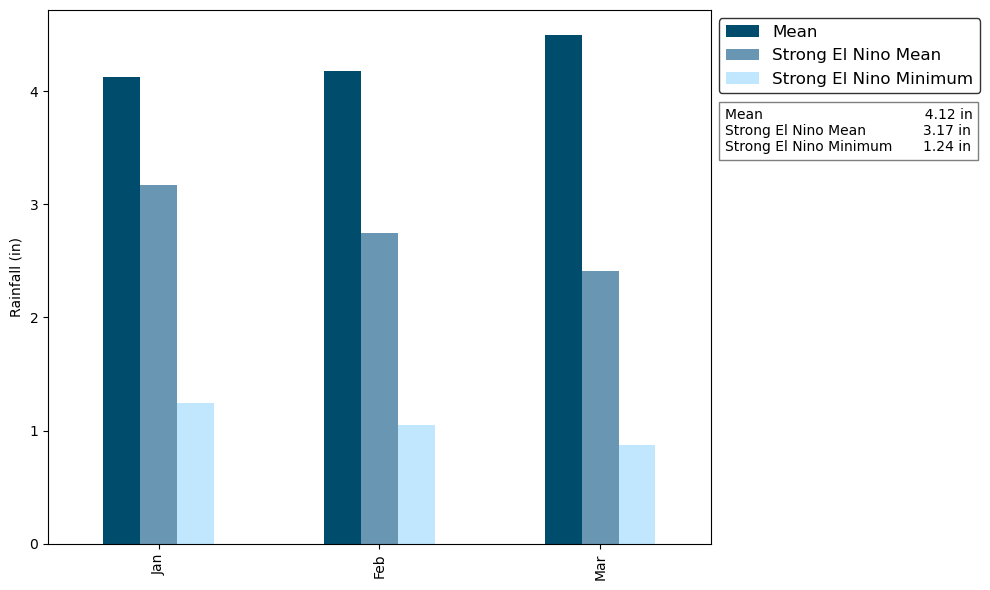 Mean
Strong El Nino Mean
Strong El Nino Minimum
Mean 4.12 in
Strong El Nino Mean 3.17 in
Strong El Nino Minimum 1.24 in
Rainfall (in)
4
3
2
1
0
Jan
Feb
Mar